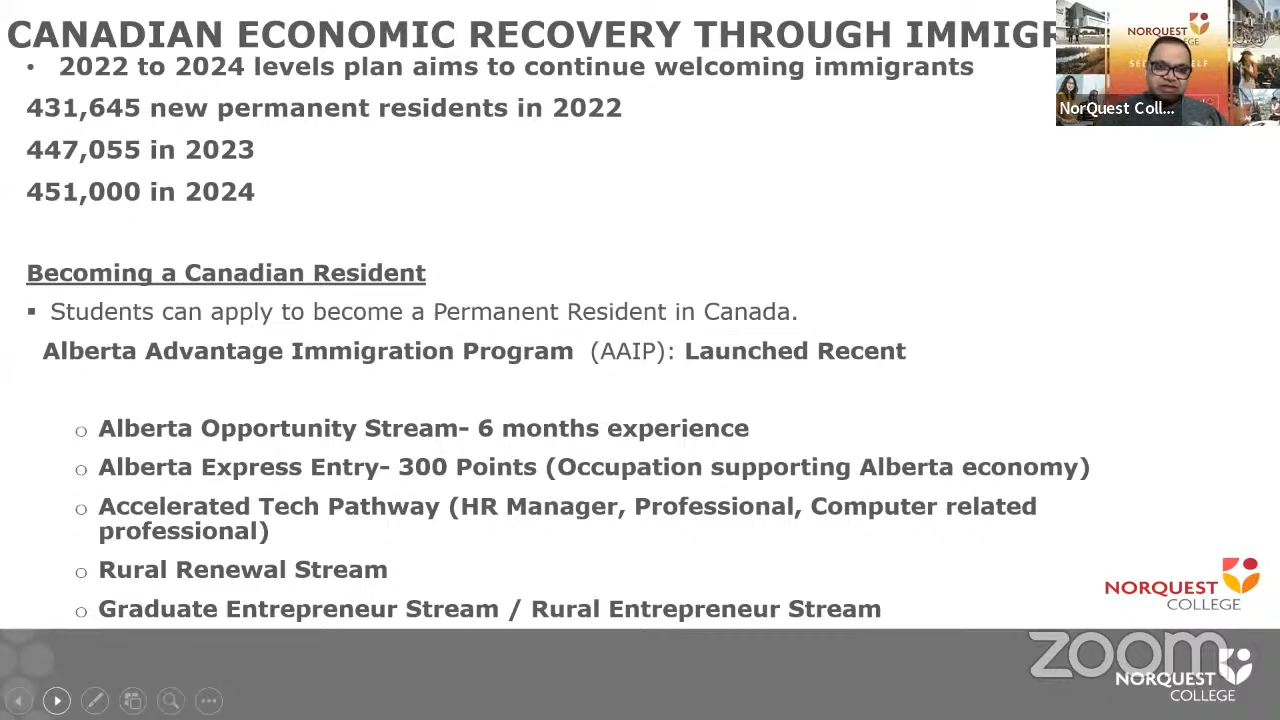 CANADIAN ECONOMIC RECOVERY THROUGH IMMIGR
• 2022 to 2024 levels plan aims to continue welcoming immigrants
431,645 new permanent residents in 2022
447,055 in 2023
451,000 in 2024
NORQUEST
COLLEGE
NorQuest Coll...
Becoming a Canadian Resident
▪ Students can apply to become a Permanent Resident in Canada.
Alberta Advantage Immigration Program (AAIP): Launched Recent
o Alberta Opportunity Stream- 6 months experience
o Alberta Express Entry- 300 Points (Occupation supporting Alberta economy)
o Accelerated Tech Pathway (HR Manager, Professional, Computer related
professional)
o Rural Renewal Stream
o Graduate Entrepreneur Stream / Rural Entrepreneur Stream
NORQUEST
COLLEGE
zoom
NORQUEST
COLLEGE